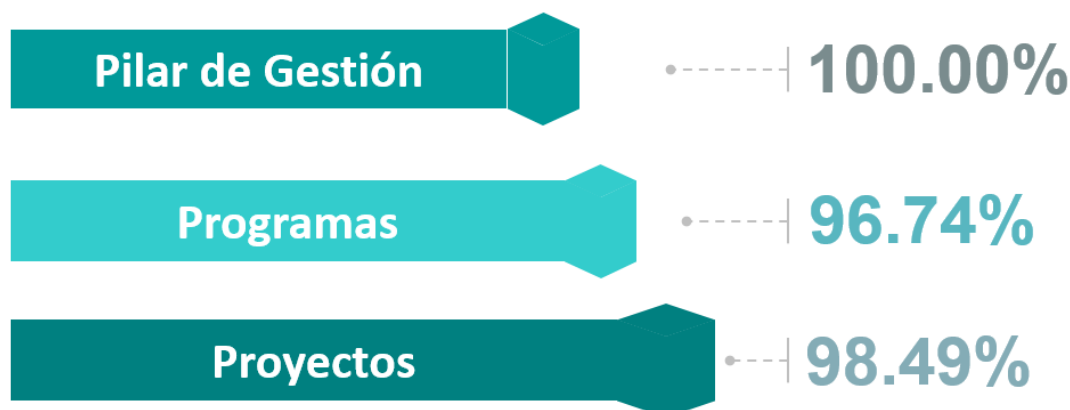 Pilar de Gestión 100.00%
Programas 96.74%
Proyectos 98.49%